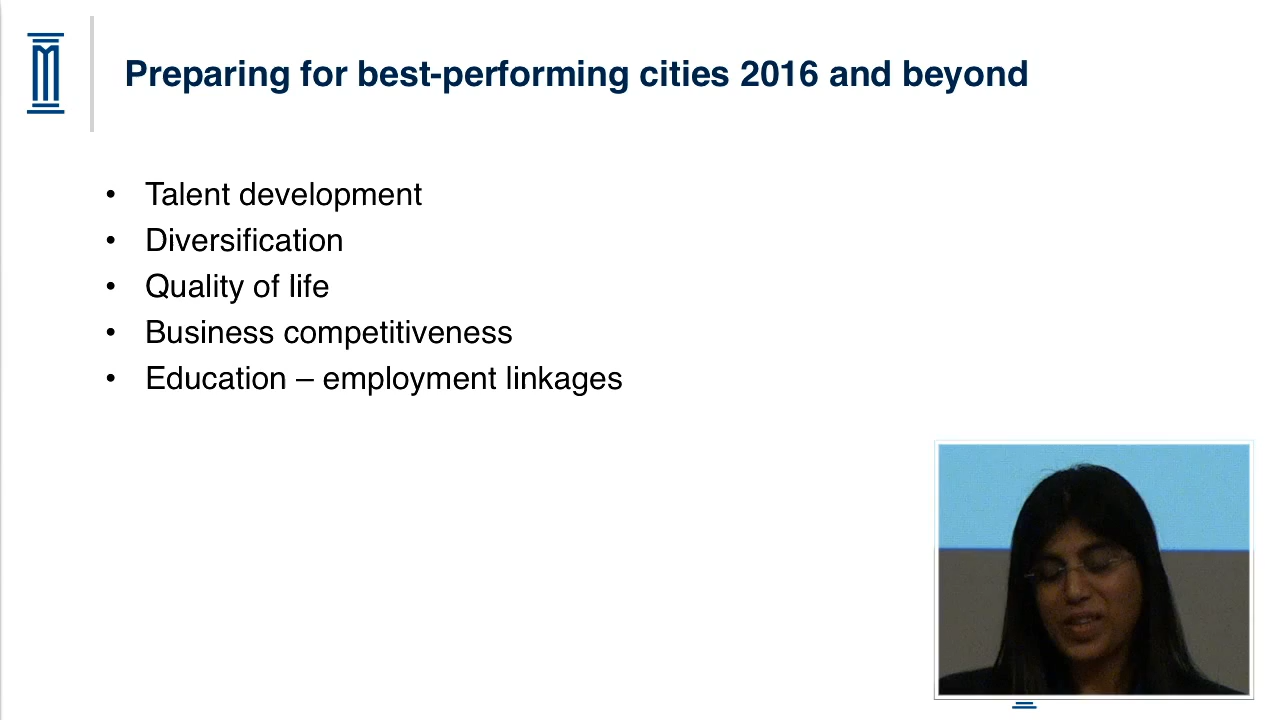 Preparing for best-performing cities 2016 and beyond
• Talent development
• Diversification
• Quality of life
• Business competitiveness
• Education – employment linkages